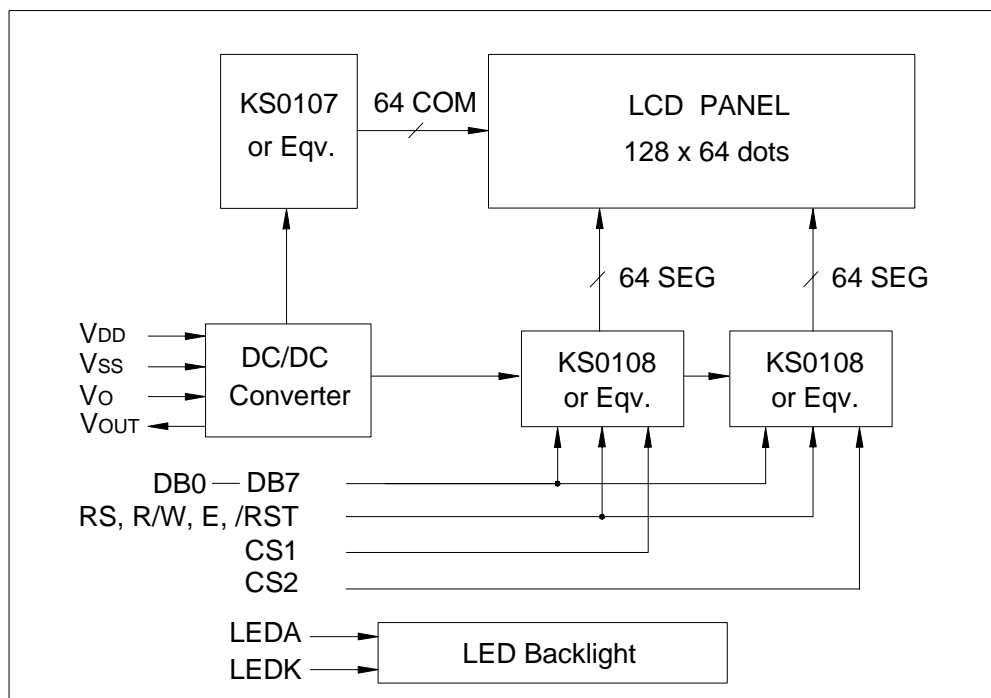 KS0107
or Eqv.
64 COM
LCD PANEL
128 x 64 dots
64 SEG
64 SEG
VDD
VSS
VO
VOUT
DC/DC
Converter
KS0108
or Eqv.
KS0108
or Eqv.
DB0 — DB7
RS, R/W, E, /RST
CS1
CS2
LEDA
LEDK
LED Backlight